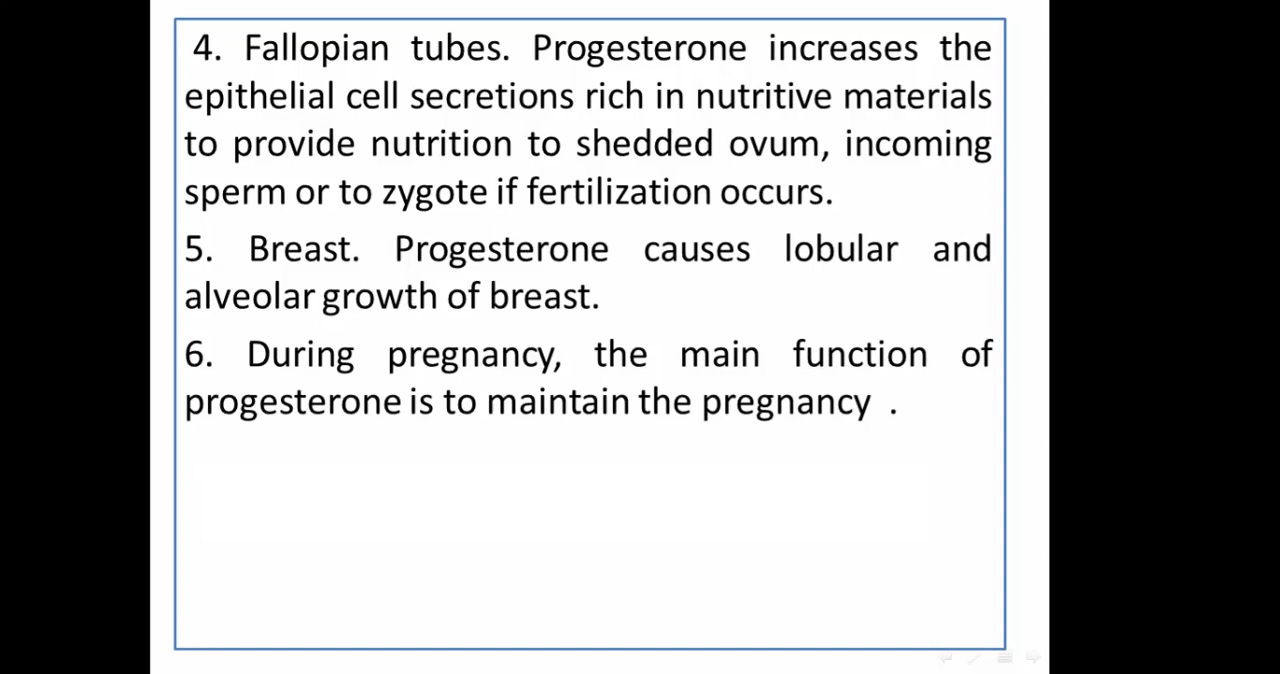 4. Fallopian tubes. Progesterone increases the
epithelial cell secretions rich in nutritive materials
to provide nutrition to shedded ovum, incoming
sperm or to zygote if fertilization occurs.
5. Breast. Progesterone causes lobular and
alveolar growth of breast.
6. During pregnancy, the main function of
progesterone is to maintain the pregnancy .